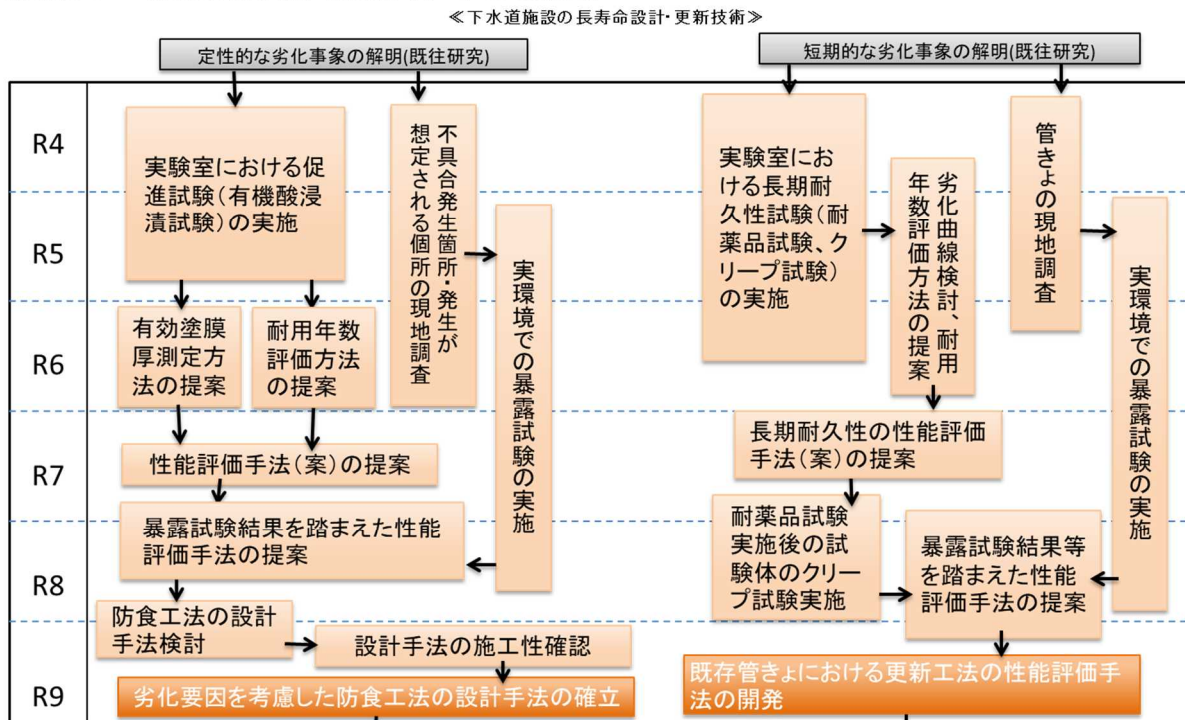 ≪下水道施設の長寿命設計・更新技術≫
定性的な劣化事象の解明(既往研究)
短期的な劣化事象の解明(既往研究)
R4
R5
R6
R7
R8
R9
実験室における促
進試験(有機酸浸
漬試験)の実施
不具合発生箇所・発生が
想定される個所の現地調査
実環境での暴露試験の実施
有効塗膜
厚測定方
法の提案
耐用年数
評価方法
の提案
性能評価手法(案)の提案
暴露試験結果を踏まえた性能
評価手法の提案
防食工法の設計
手法検討
設計手法の施工性確認
劣化要因を考慮した防食工法の設計手法の確立
実験室にお
ける長期耐
久性試験(耐
薬品試験、ク
リープ試験)
の実施
劣化曲線検討、耐用
年数評価方法の提案
管きょの現地調査
実環境での暴露試験の実施
長期耐久性の性能評価
手法(案)の提案
耐薬品試験
実施後の試
験体のクリー
プ試験実施
暴露試験結果等
を踏まえた性能
評価手法の提案
既存管きょにおける更新工法の性能評価手
法の開発